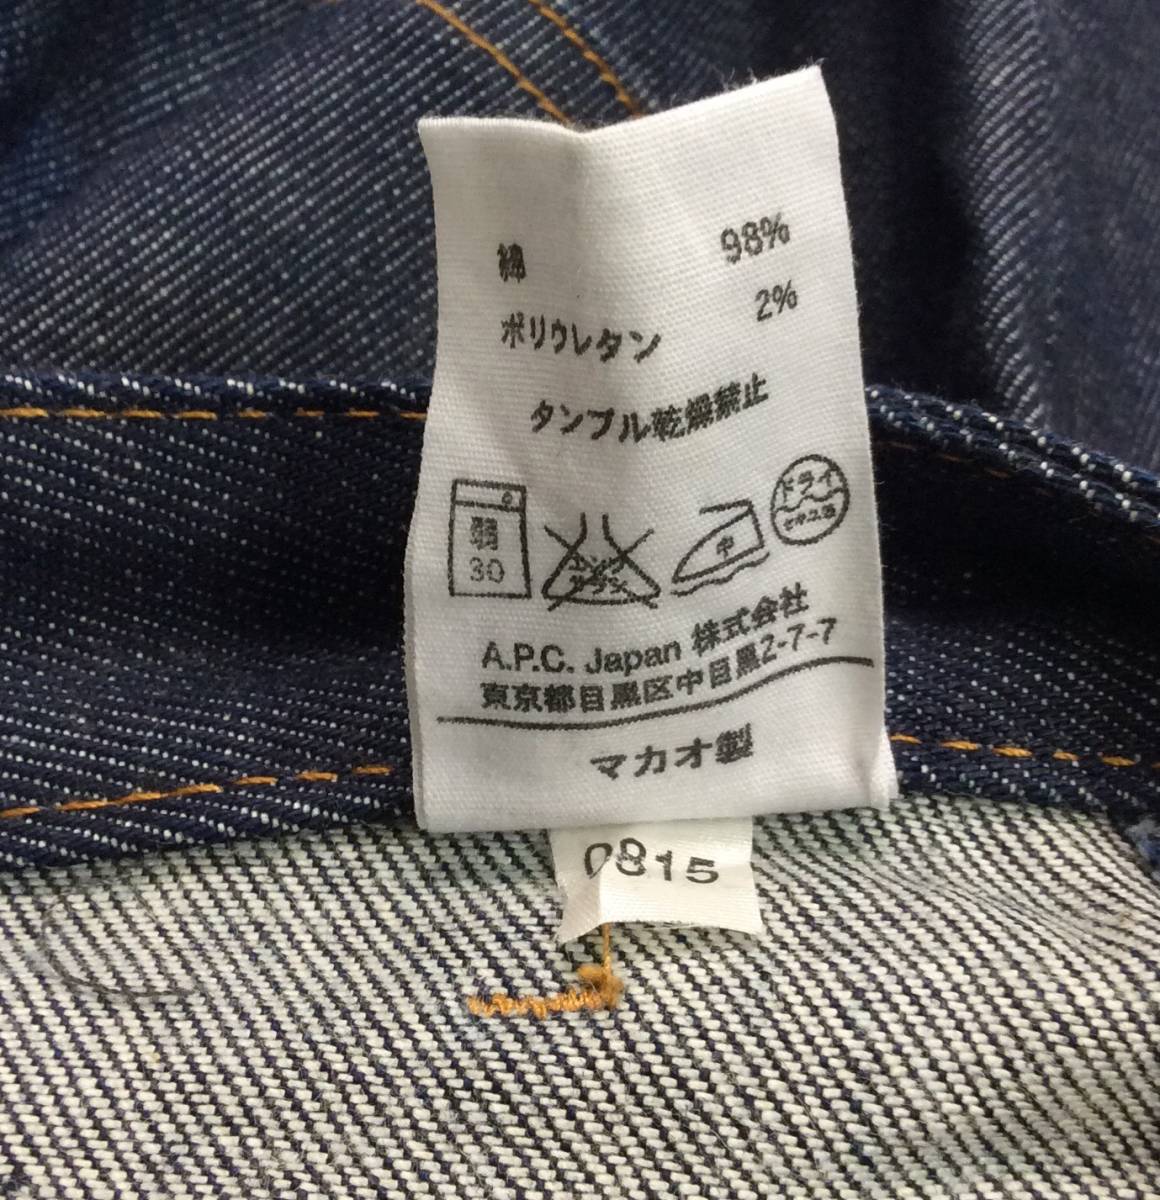 綿 98%
ポリウレタン 2%
タンブル乾燥禁止
弱
30
エンソ
サラシ
中
ドライ
セキユ系
A.P.C. Japan 株式会社
東京都目黒区中目黒2-7-7
マカオ製
0815